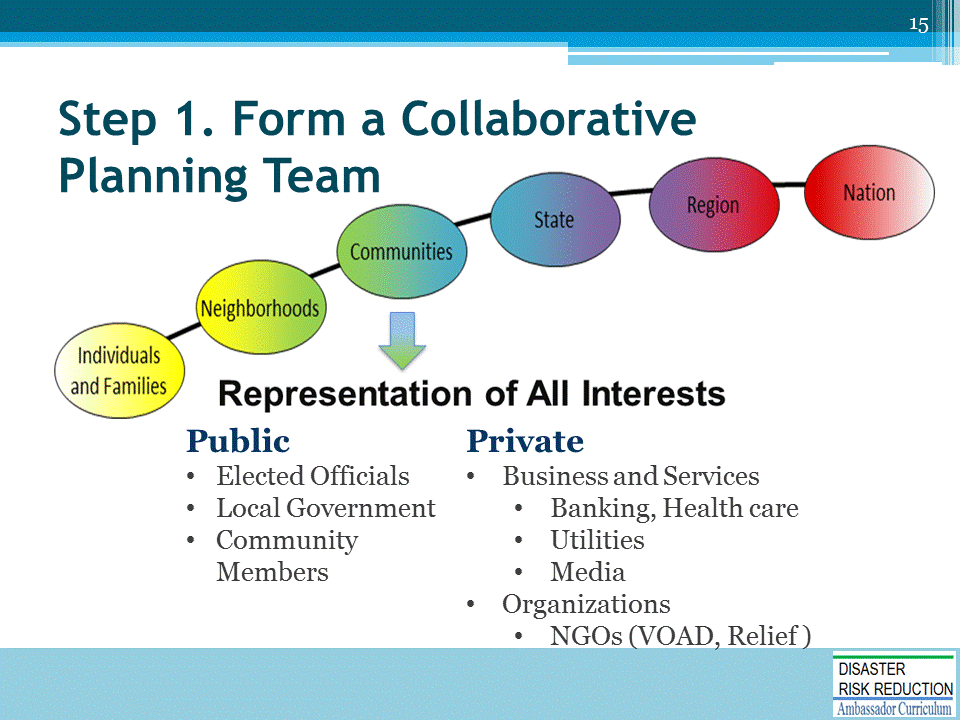 15
Step 1. Form a Collaborative
Planning Team
Individuals
and Families
Neighborhoods
Communities
State
Region
Nation
Representation of All Interests
Public
• Elected Officials
• Local Government
• Community
Members
Private
• Business and Services
• Banking, Health care
• Utilities
• Media
• Organizations
• NGOs (VOAD, Relief )
DISASTER
RISK REDUCTION
Ambassador Curriculum